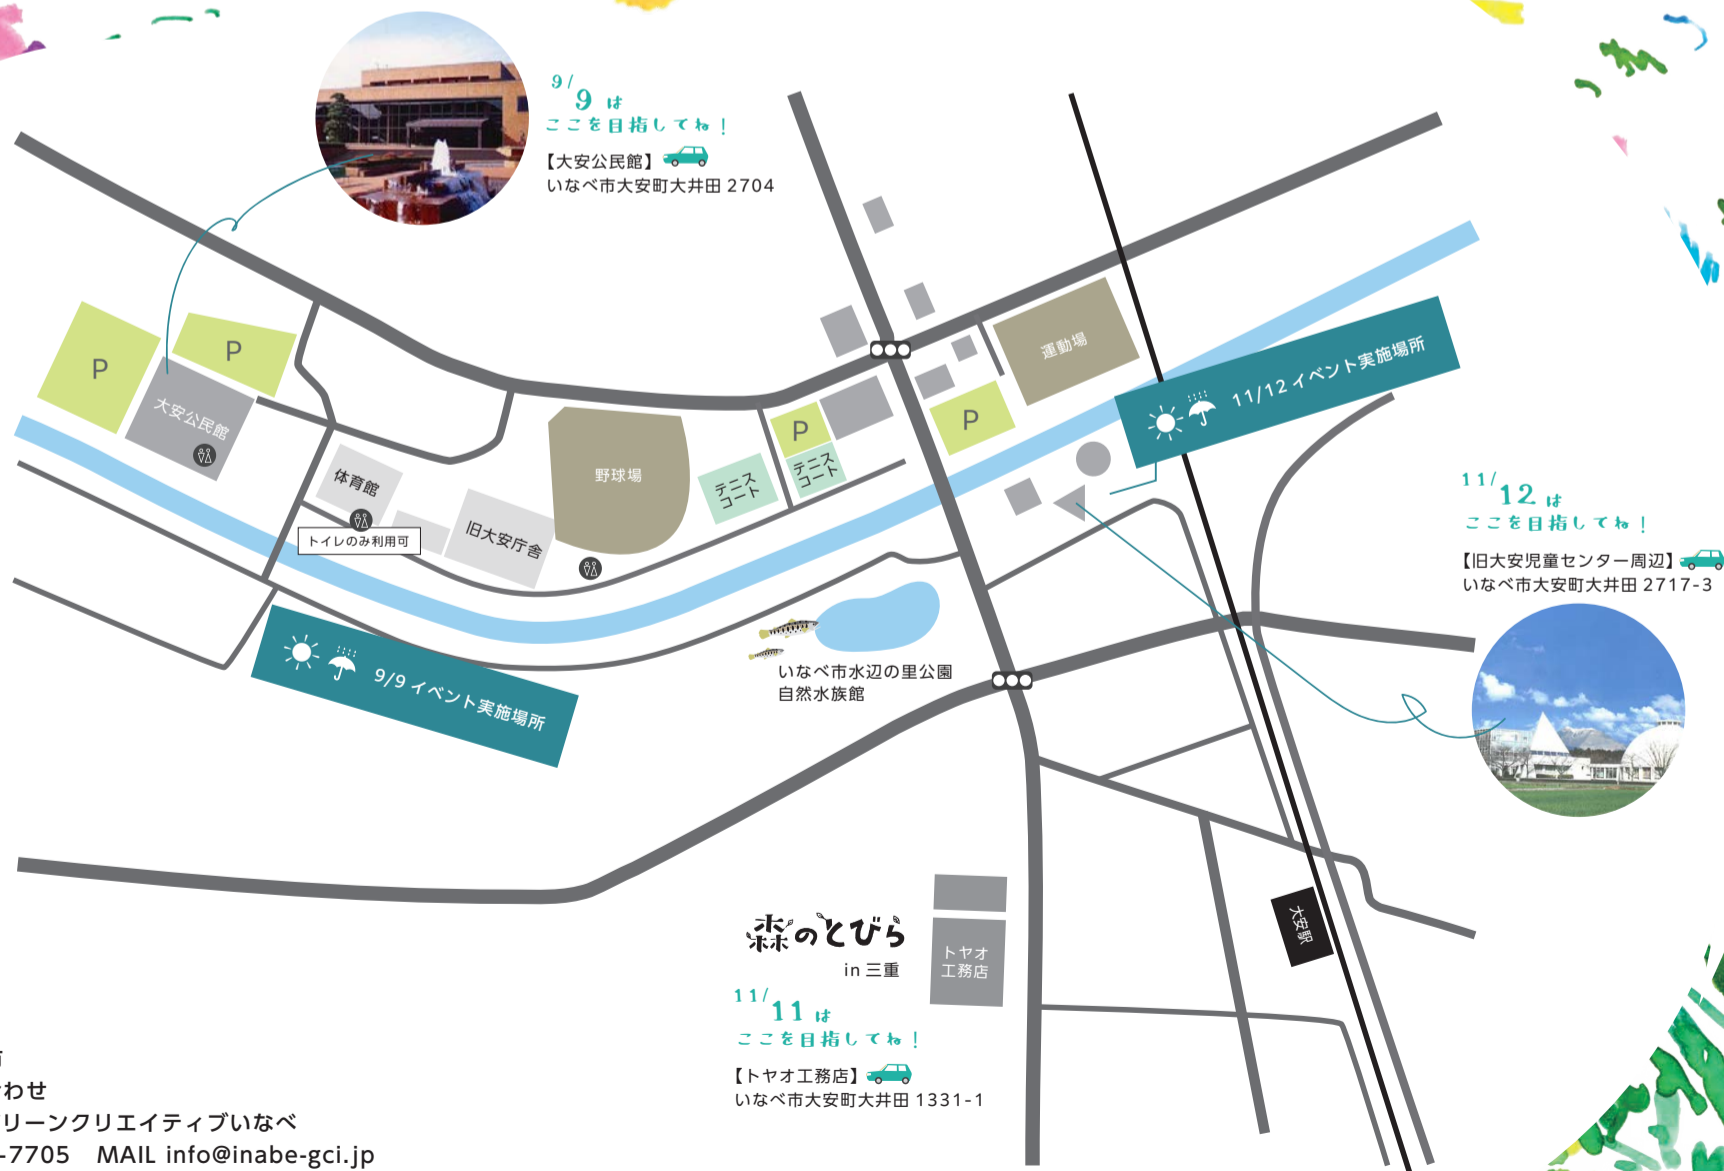 9/9 は
ここを目指してね！
【大安公民館】
いなべ市大安町大井田 2704
P
P
大安公民館
体育館
トイレのみ利用可
旧大安庁舎
野球場
テニス
コート
P
テニス
コート
P
運動場
11/12 イベント実施場所
9/9 イベント実施場所
いなべ市水辺の里公園
自然水族館
11/12 は
ここを目指してね！
【旧大安児童センター周辺】
いなべ市大安町大井田 2717-3
大安駅
森のとびら
in 三重
トヤオ
工務店
11/11 は
ここを目指してね！
【トヤオ工務店】
いなべ市大安町大井田 1331-1
わせ
リーンクリエイティブいなべ
-7705 MAIL info@inabe-gci.jp